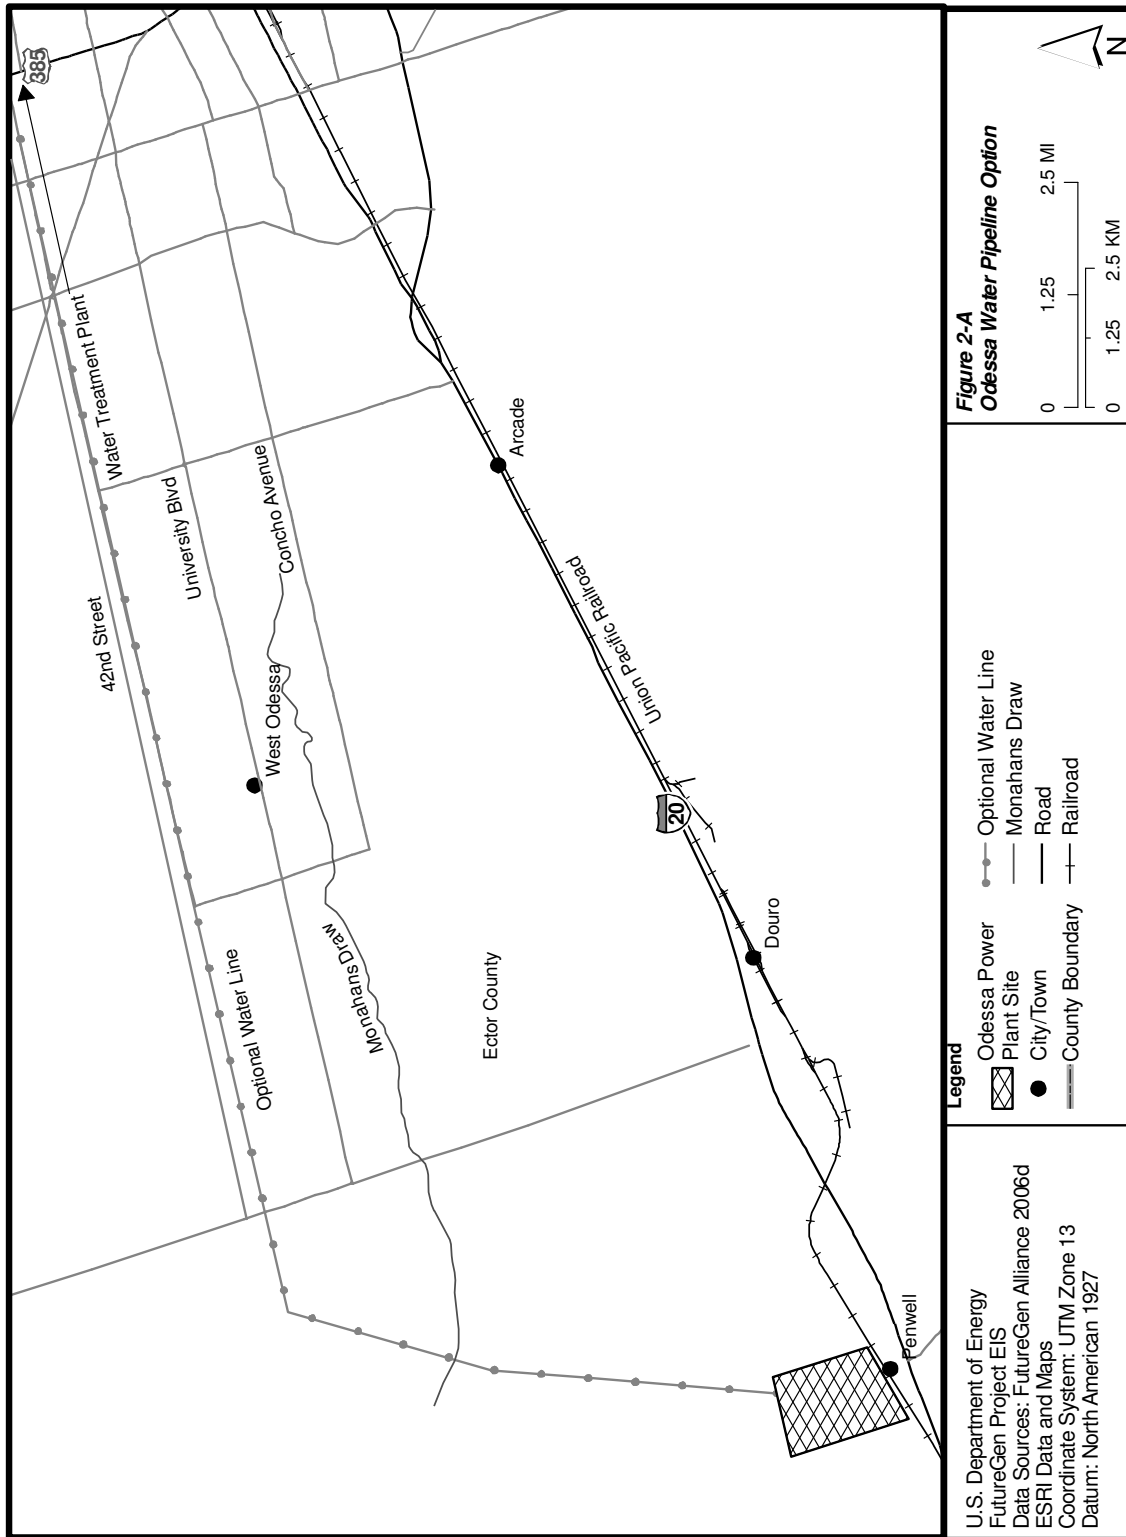 385
Water Treatment Plant
42nd Street
University Blvd
Concho Avenue
West Odessa
Arcade
Union Pacific Railroad
20
Optional Water Line
Monahans Draw
Ector County
Douro
Penwell
U.S. Department of Energy
FutureGen Project EIS
Data Sources: FutureGen Alliance 2006d
ESRI Data and Maps
Coordinate System: UTM Zone 13
Datum: North American 1927
Legend
Odessa Power
Plant Site
City/Town
County Boundary
Optional Water Line
Monahans Draw
Road
Railroad
Figure 2-A
Odessa Water Pipeline Option
0 1.25 2.5 MI
0 1.25 2.5 KM
N